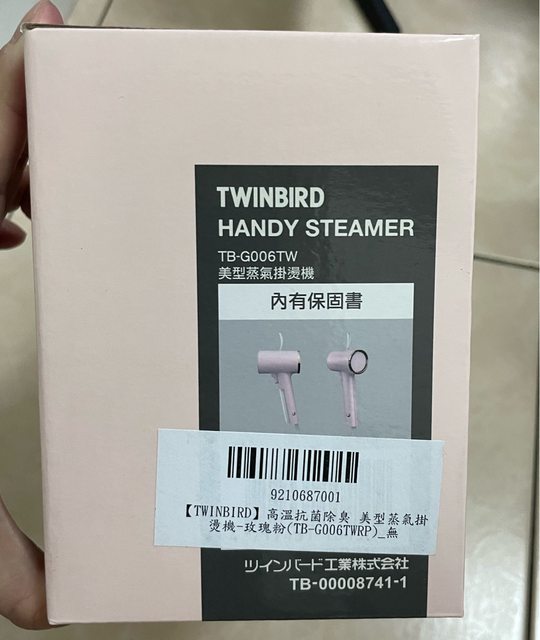 TWINBIRD
HANDY STEAMER
TB-G006TW
美型蒸氣掛燙機
內有保固書
9210687001
【TWINBIRD】高溫抗菌除臭 美型蒸氣掛
燙機-玫瑰粉(TB-G006TWRP)_無
ツインバード工業株式会社
TB-00008741-1